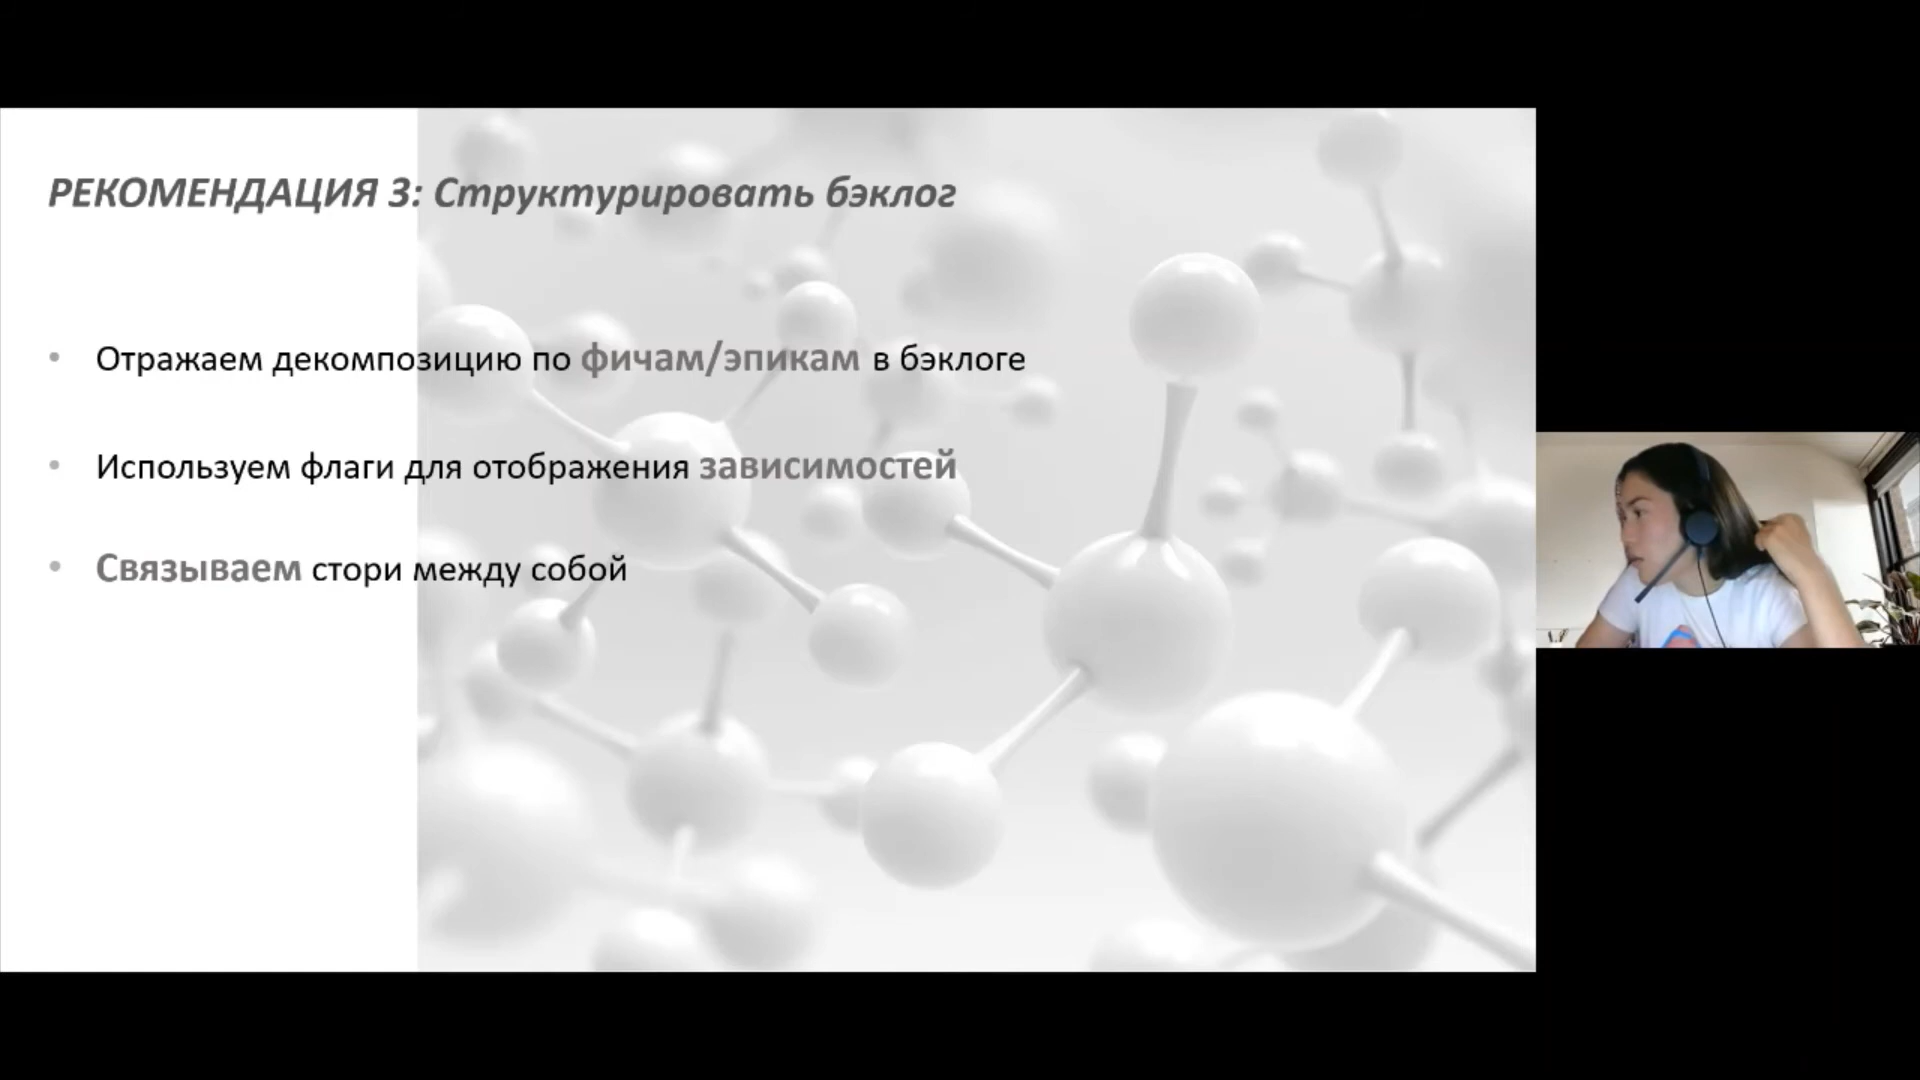 РЕКОМЕНДАЦИЯ 3: Структурировать бэклог
• Отражаем декомпозицию по фичам/эпикам в бэклоге
• Используем флаги для отображения зависимостей
• Связываем стори между собой